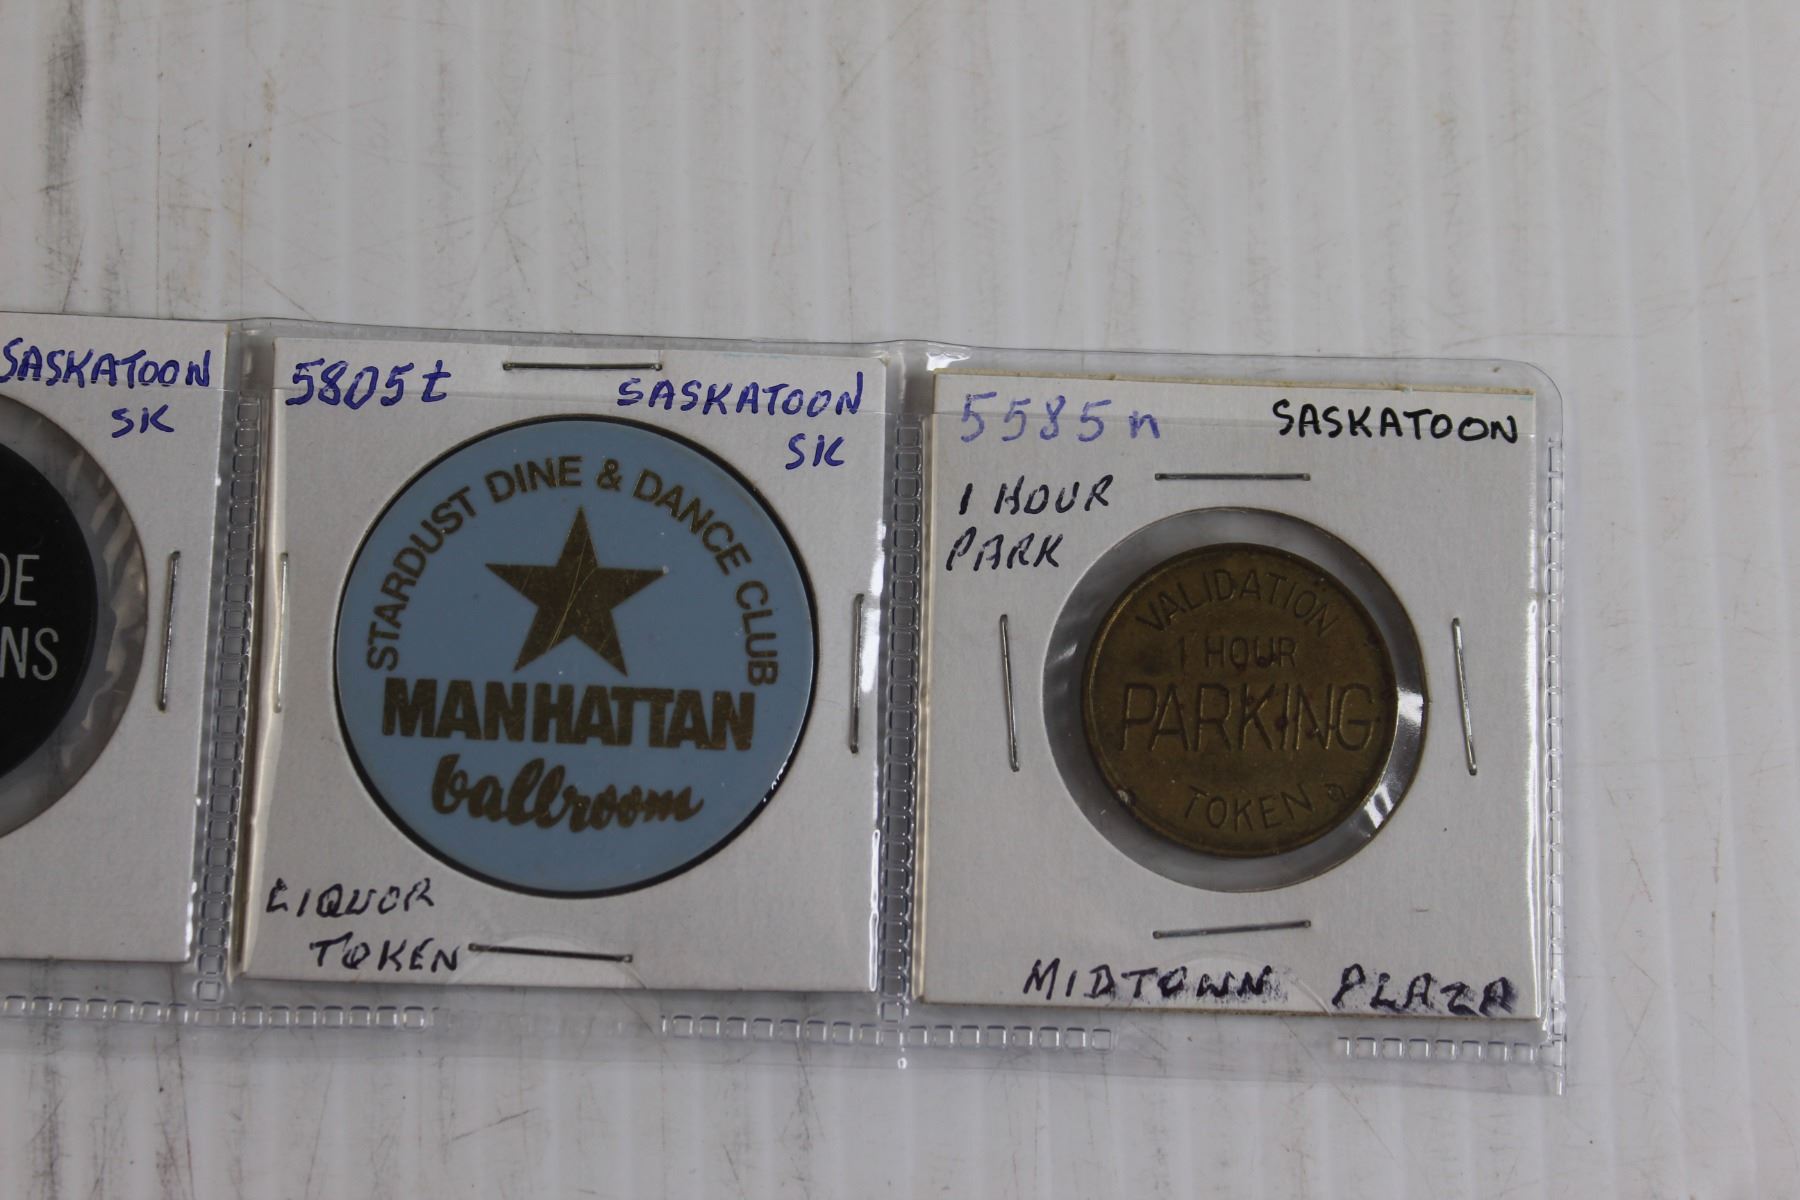 SASKATOON
SK
DE
NS
5805t
SASKATOON
SK
STARDUST DINE & DANCE CLUB
MANHATTAN
ballroom
LIQUOR
TOKEN
5585n
SASKATOON
1 HOUR
PARK
VALIDATION
1 HOUR
PARKING
TOKEN
MIDTOWN PLAZA